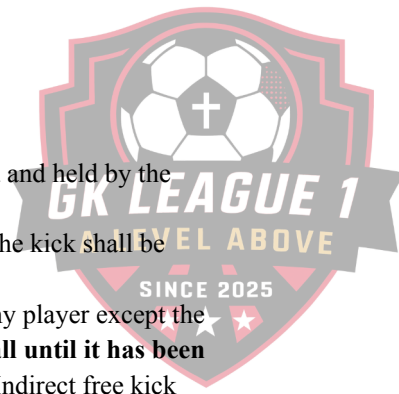 and held by the
GK LEAGUE 1
he kick shall be
A LEVEL ABOVE
SINCE 2025
ny player except the
ll until it has been
Indirect free kick